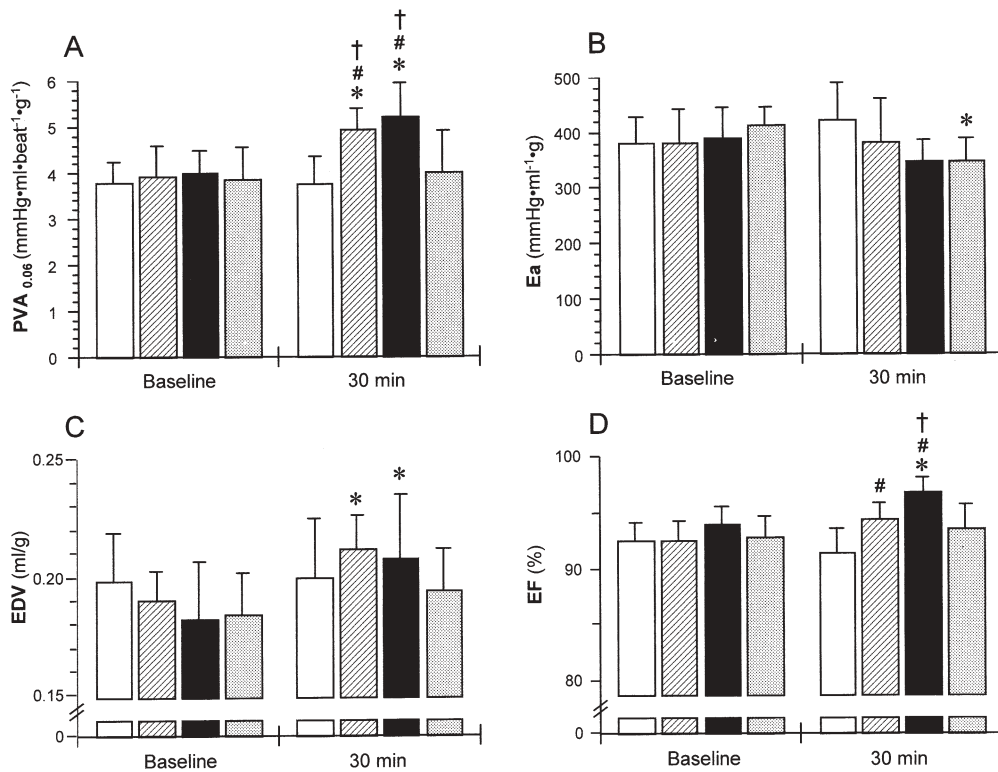 A
PVA 0.06 (mmHg•ml•beat-1•g-1)
6
5
4
3
2
1
0
†
#
*
†
#
*
Baseline 30 min
B
Ea (mmHg•ml-1•g)
500
400
300
200
100
0
*
Baseline 30 min
C
EDV (ml/g)
0.25
0.20
0.15
0
*
*
Baseline 30 min
D
EF (%)
100
90
80
0
#
†
#
*
Baseline 30 min